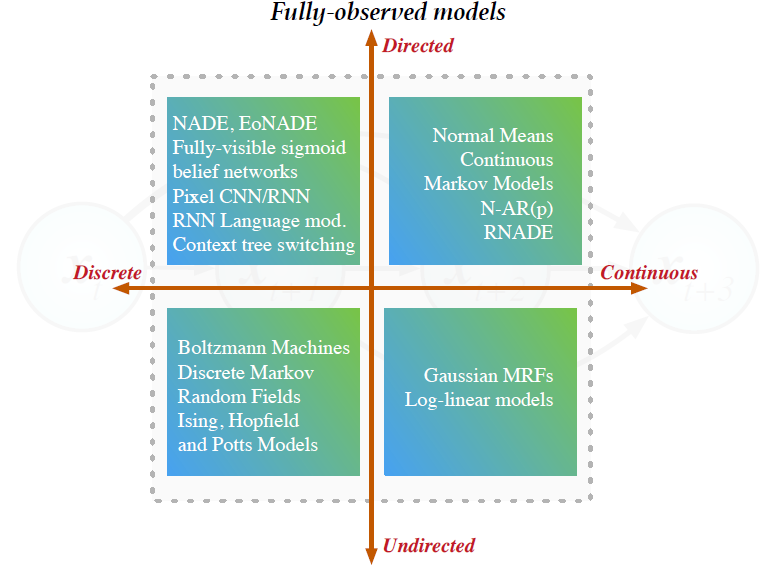 Fully-observed models
Directed
NADE, EoNADE
Fully-visible sigmoid
belief networks
Pixel CNN/RNN
RNN Language mod.
Context tree switching
Normal Means
Continuous
Markov Models
N-AR(p)
RNADE
Discrete
Continuous
Boltzmann Machines
Discrete Markov
Random Fields
Ising, Hopfield
and Potts Models
Gaussian MRFs
Log-linear models
Undirected